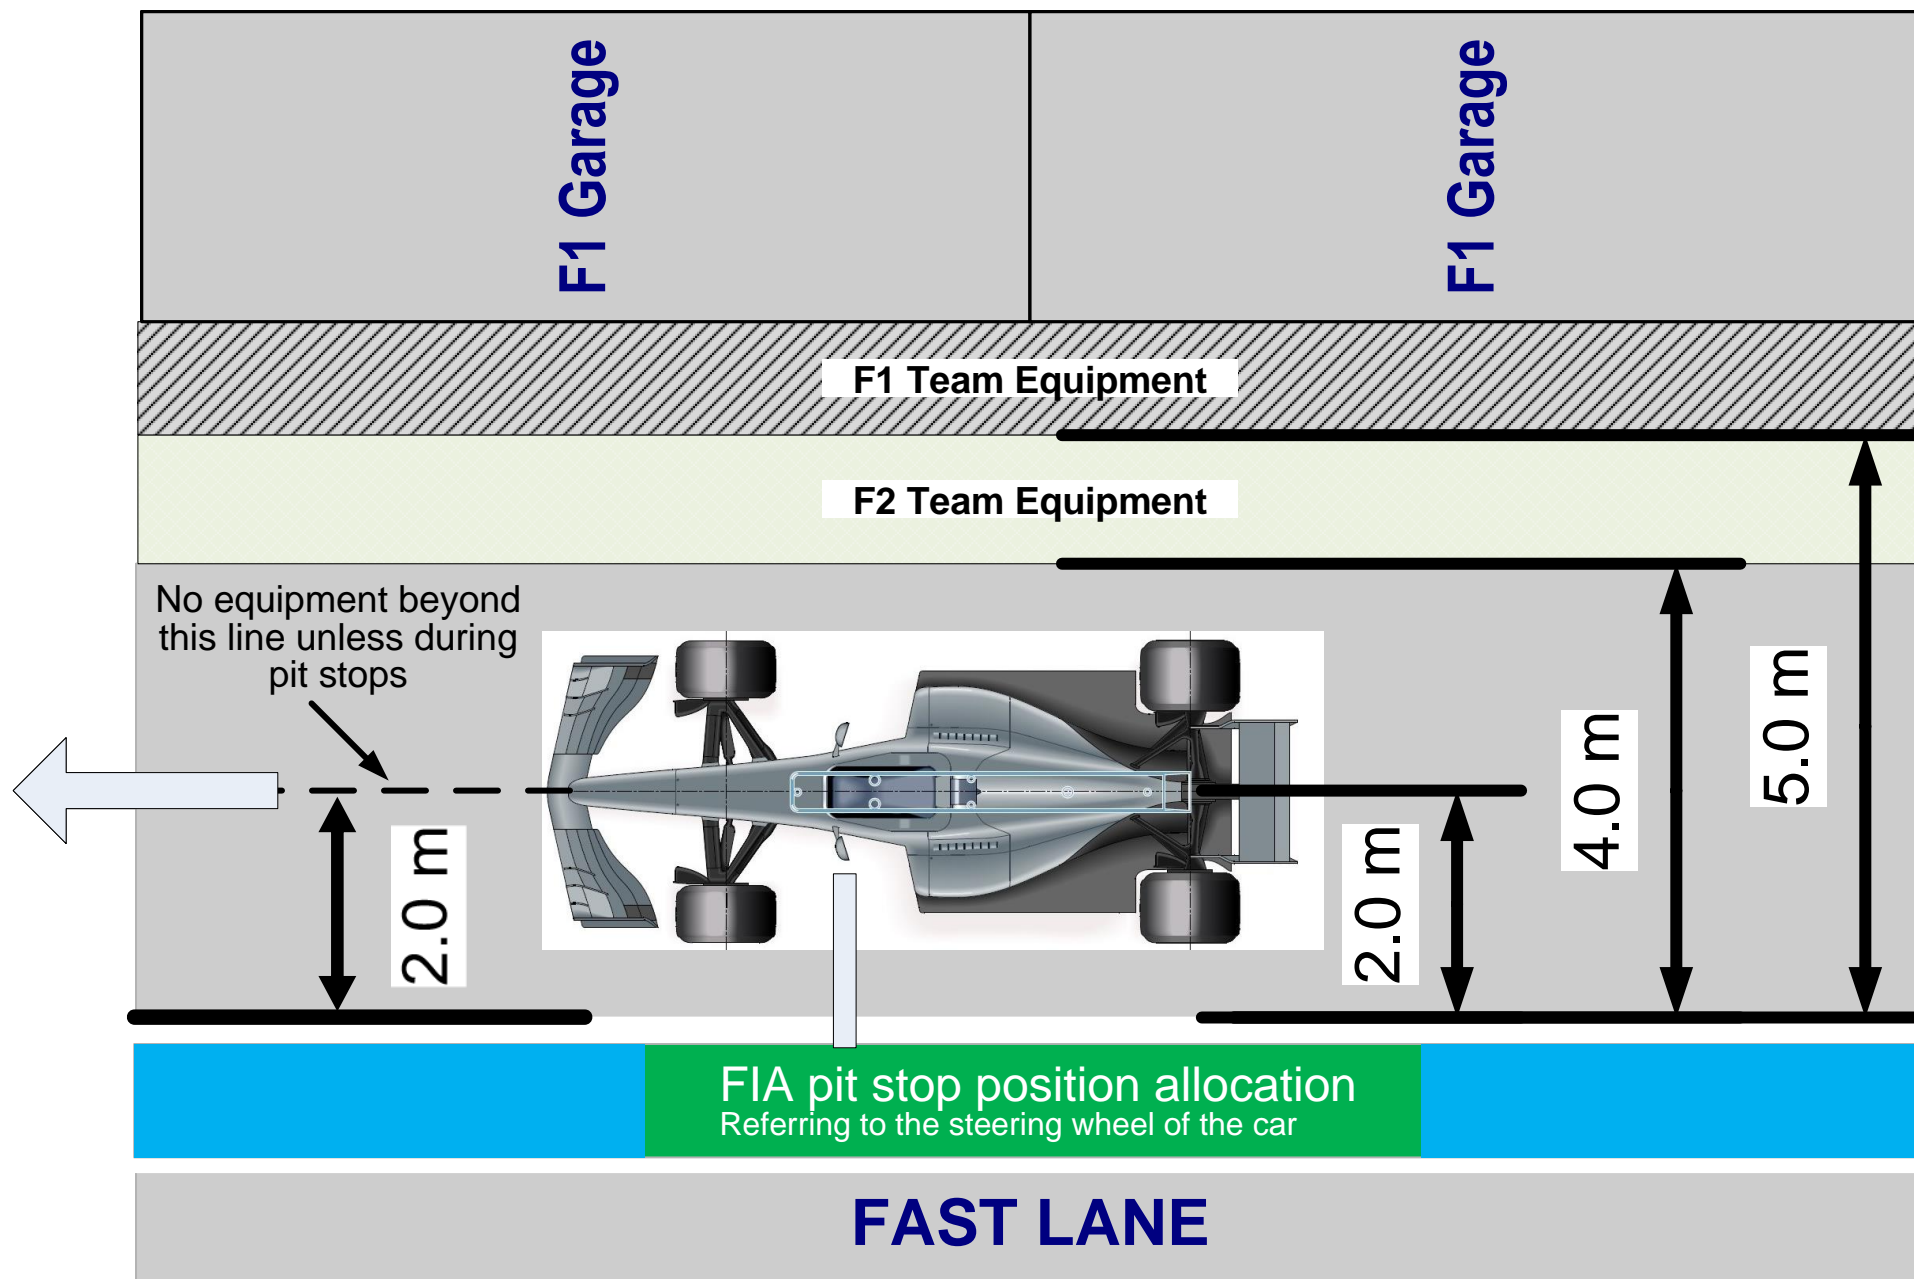 F1 Garage
F1 Garage
F1 Team Equipment
F2 Team Equipment
No equipment beyond
this line unless during
pit stops
2.0 m
2.0 m
4.0 m
5.0 m
FIA pit stop position allocation
Referring to the steering wheel of the car
FAST LANE